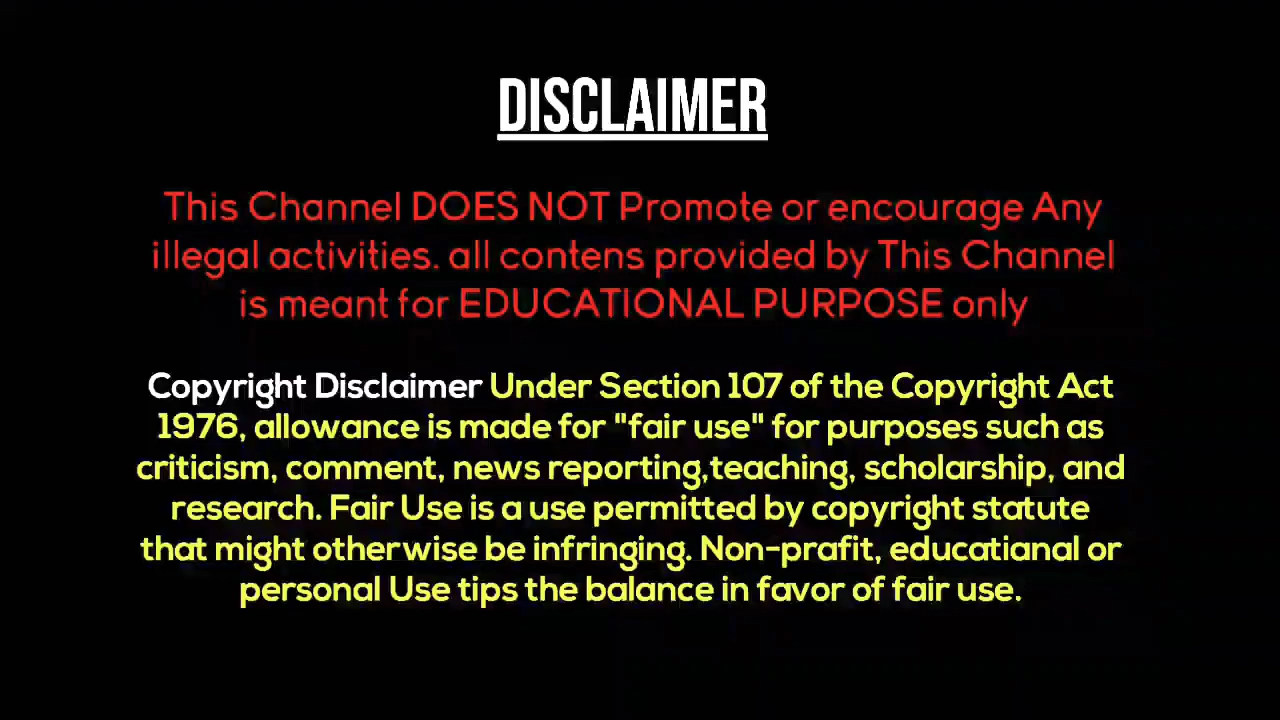 DISCLAIMER
This Channel DOES NOT Promote or encourage Any
illegal activities. all contens provided by This Channel
is meant for EDUCATIONAL PURPOSE only
Copyright Disclaimer Under Section 107 of the Copyright Act
1976, allowance is made for "fair use" for purposes such as
criticism, comment, news reporting,teaching, scholarship, and
research. Fair Use is a use permitted by copyright statute
that might otherwise be infringing. Non-prafit, educatianal or
personal Use tips the balance in favor of fair use.